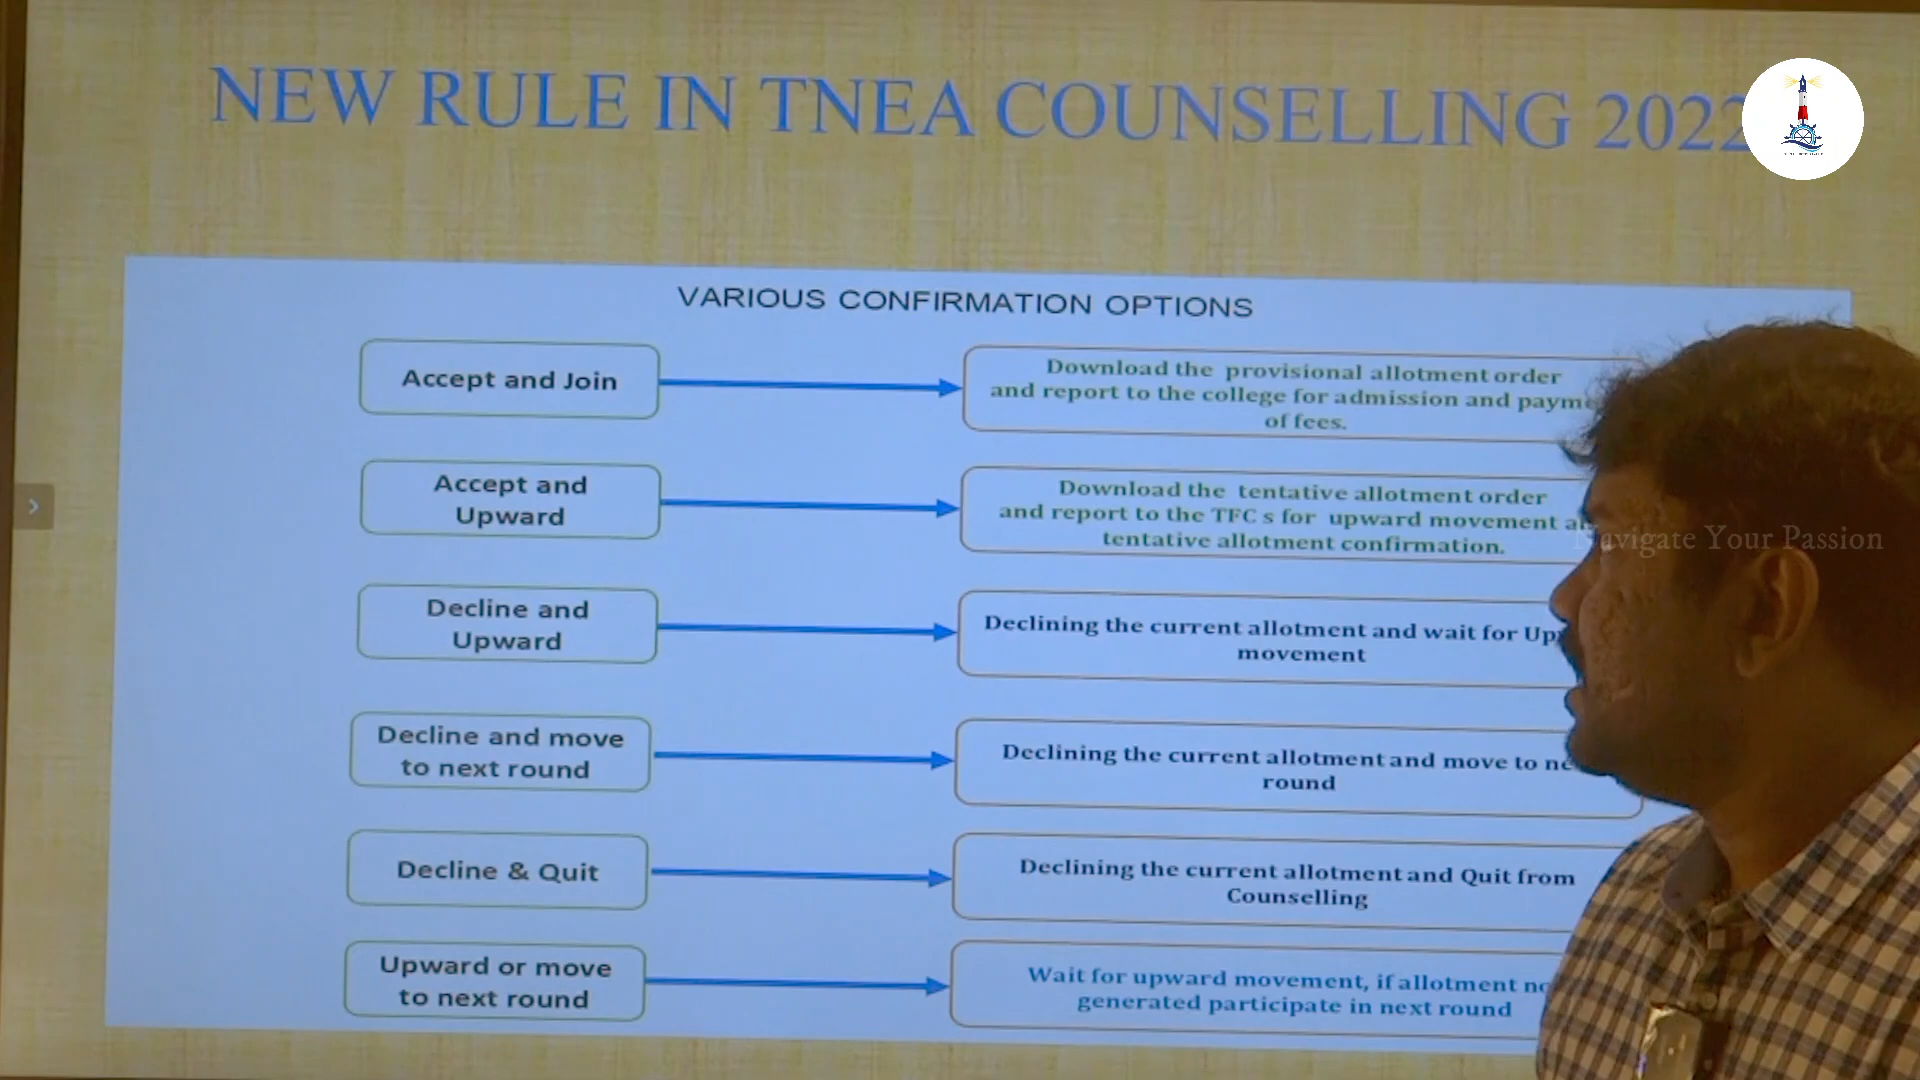 NEW RULE IN TNEA COUNSELLING 2022
VARIOUS CONFIRMATION OPTIONS
Accept and Join
Download the provisional allotment order
and report to the college for admission and
of fees.
Accept and
Upward
Download the tentative allotment order
and report to the TFC s for upward movement
tentative allotment confirmation.
Decline and
Upward
Declining the current allotment and wait for
movement
Decline and move
to next round
Declining the current allotment and move to
round
Decline & Quit
Declining the current allotment and Quit from
Counselling
Upward or move
to next round
Wait for upward movement, if allotment
generated participate in next round
Navigate Your Passion